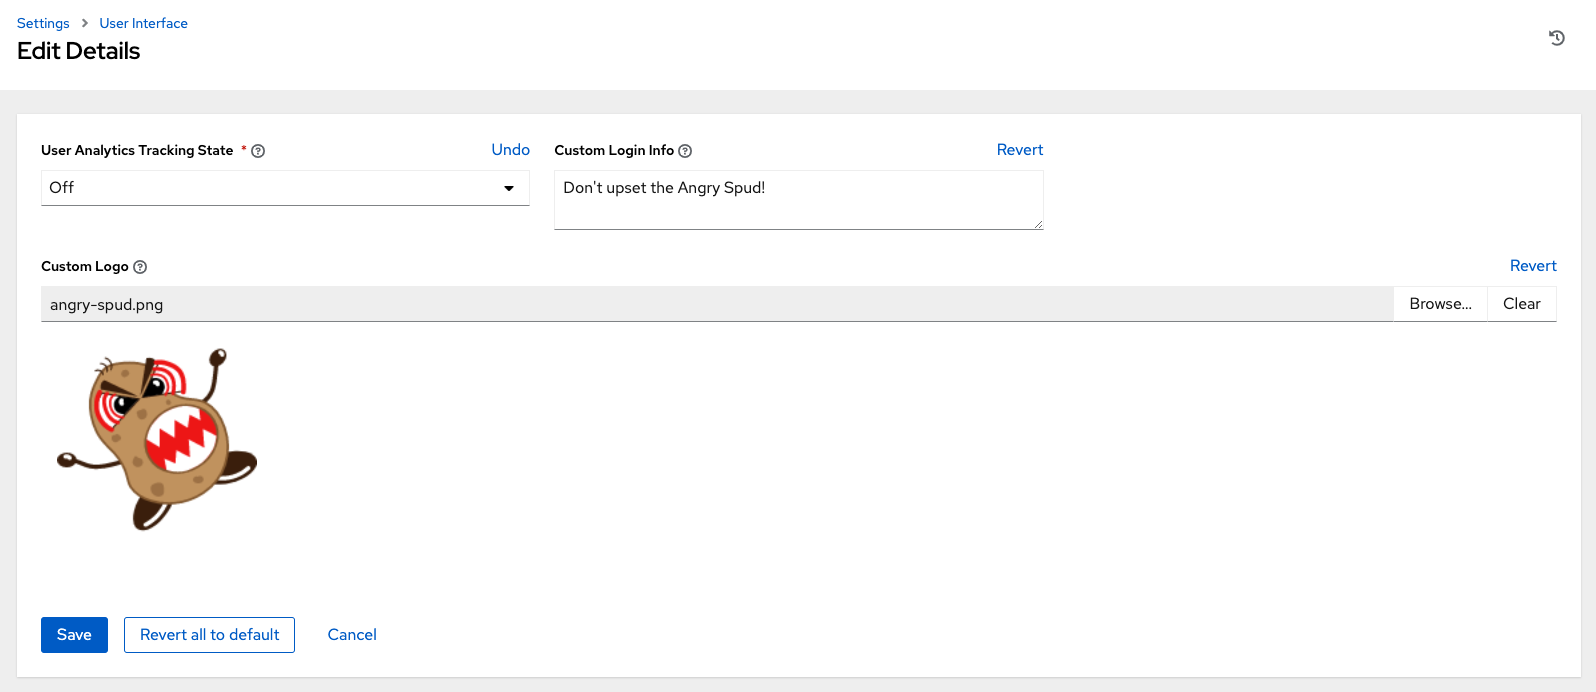 Settings > User Interface
Edit Details
User Analytics Tracking State * Undo
Off
Custom Login Info Revert
Don't upset the Angry Spud!
Custom Logo Revert
angry-spud.png Browse... Clear
Save Revert all to default Cancel